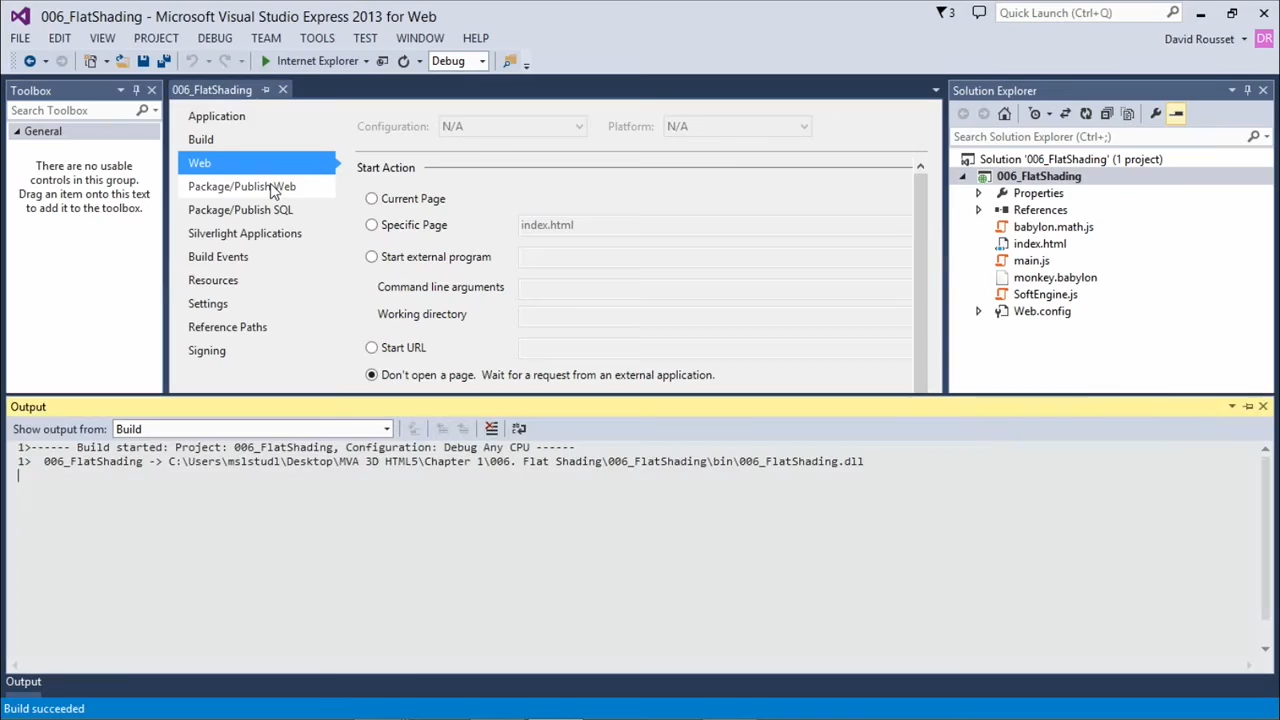 006_FlatShading - Microsoft Visual Studio Express 2013 for Web
3
Quick Launch (Ctrl+Q)
FILE EDIT VIEW PROJECT DEBUG TEAM TOOLS TEST WINDOW HELP
David Rousset
DR
Internet Explorer
Debug
Toolbox
Search Toolbox
General
There are no usable
controls in this group.
Drag an item onto this text
to add it to the toolbox.
006_FlatShading
Application
Build
Web
Package/Publish Web
Package/Publish SQL
Silverlight Applications
Build Events
Resources
Settings
Reference Paths
Signing
Configuration: N/A Platform: N/A
Start Action
Current Page
Specific Page index.html
Start external program
Command line arguments
Working directory
Start URL
Don't open a page. Wait for a request from an external application.
Solution Explorer
Search Solution Explorer (Ctrl+;)
Solution '006_FlatShading' (1 project)
006_FlatShading
Properties
References
babylon.math.js
index.html
main.js
monkey.babylon
SoftEngine.js
Web.config
Output
Show output from: Build
1>------ Build started: Project: 006_FlatShading, Configuration: Debug Any CPU ------
1>  006_FlatShading -> C:\Users\mslstudl\Desktop\MVA 3D HTML5\Chapter 1\006. Flat Shading\006_FlatShading\bin\006_FlatShading.dll
Output
Build succeeded